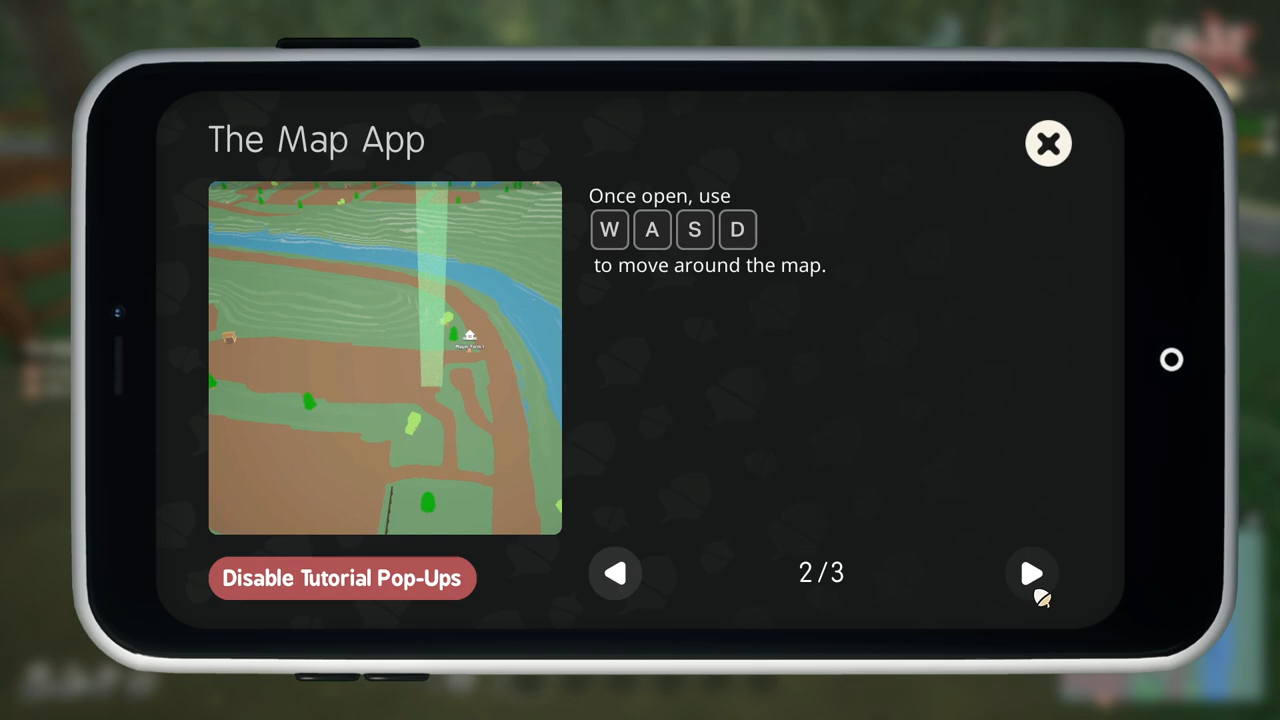 The Map App
Once open, use
W A S D
to move around the map.
Disable Tutorial Pop-Ups
2/3